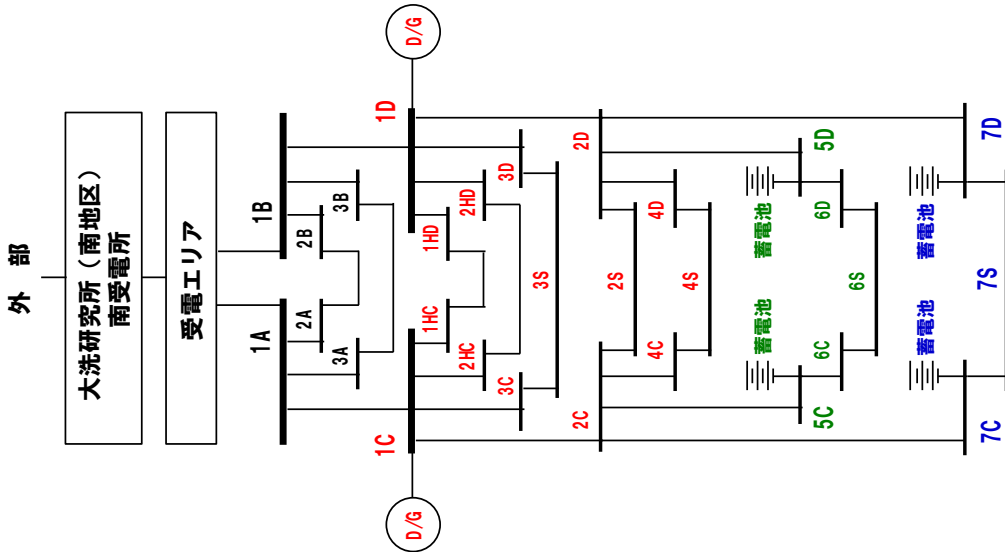 外 部
大洗研究所（南地区）
南受電所
受電エリア
1A
1B
2A
2B
3A
3B
D/G
D/G
1C
1D
1HC
1HD
2HC
2HD
3C
3D
3S
2C
2D
2S
4C
4D
4S
蓄電池
蓄電池
5C
5D
6C
6D
6S
蓄電池
蓄電池
7C
7D
7S